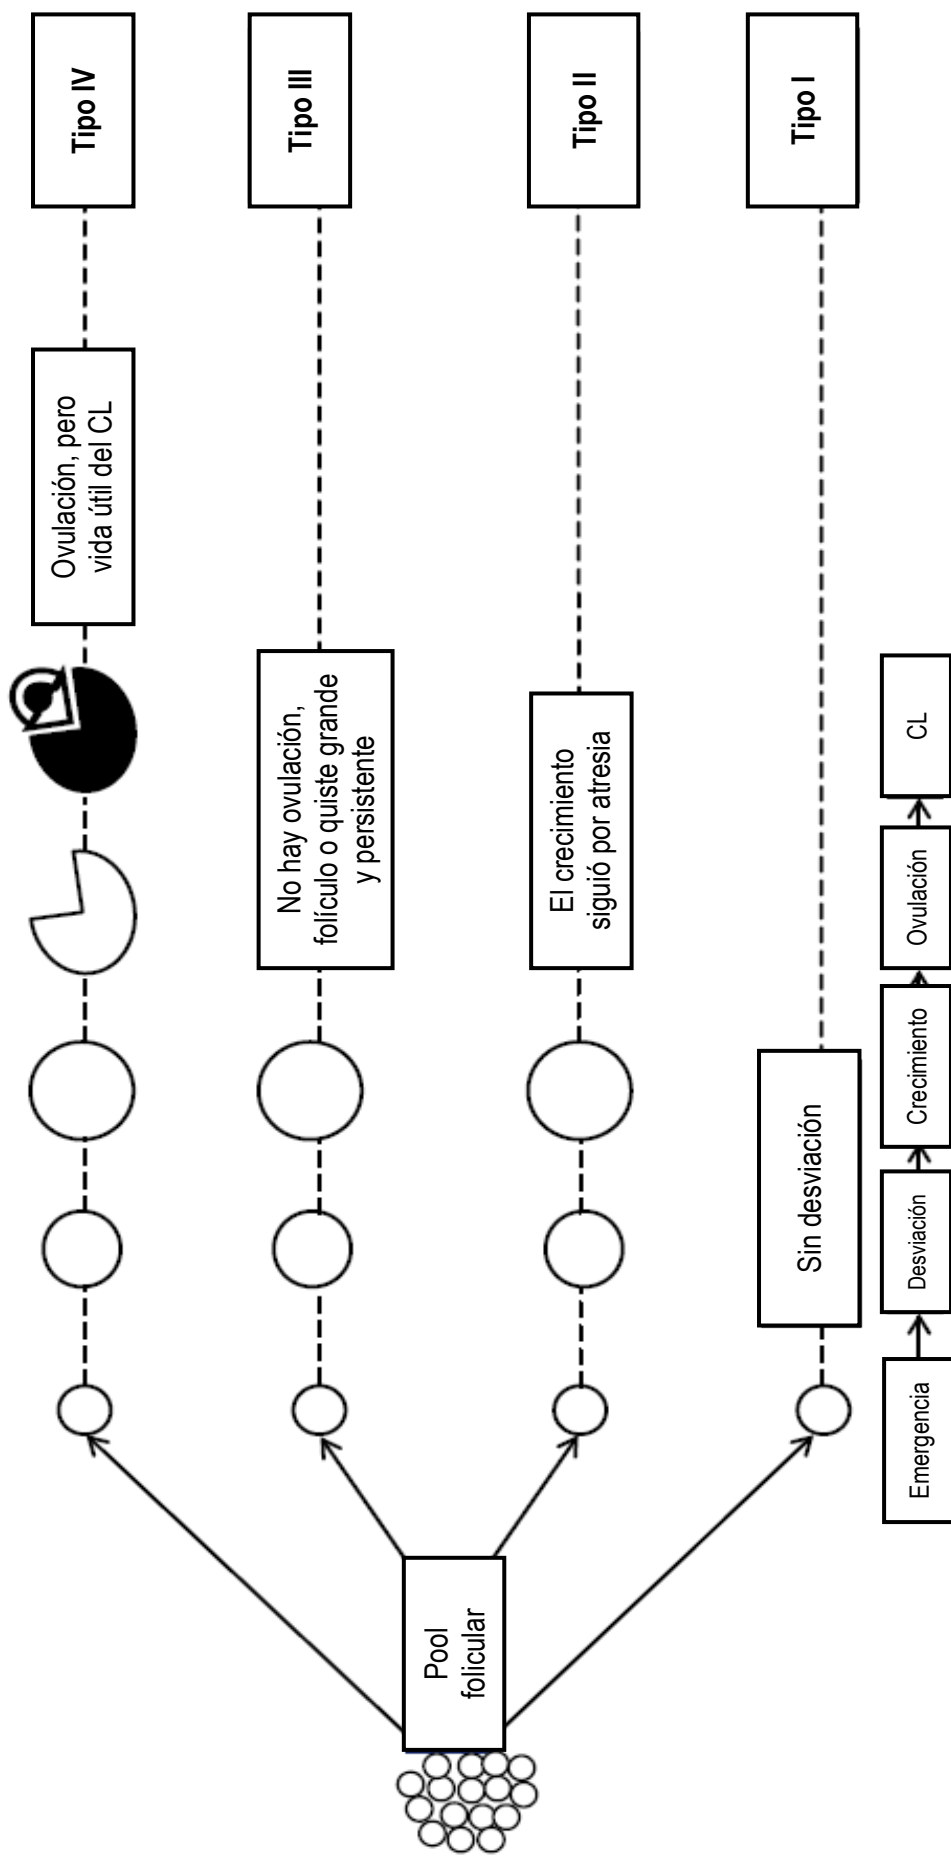 Tipo IV
Ovulación, pero
vida útil del CL
Tipo III
No hay ovulación,
folículo o quiste grande
y persistente
Tipo II
El crecimiento
siguió por atresia
Tipo I
Sin desviación
Pool
folicular
Emergencia
Desviación
Crecimiento
Ovulación
CL